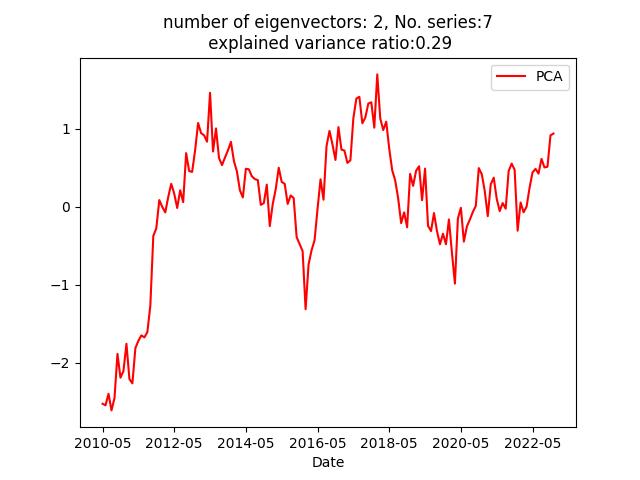 number of eigenvectors: 2, No. series:7
explained variance ratio:0.29
PCA
1
0
−1
−2
2010-05 2012-05 2014-05 2016-05 2018-05 2020-05 2022-05
Date